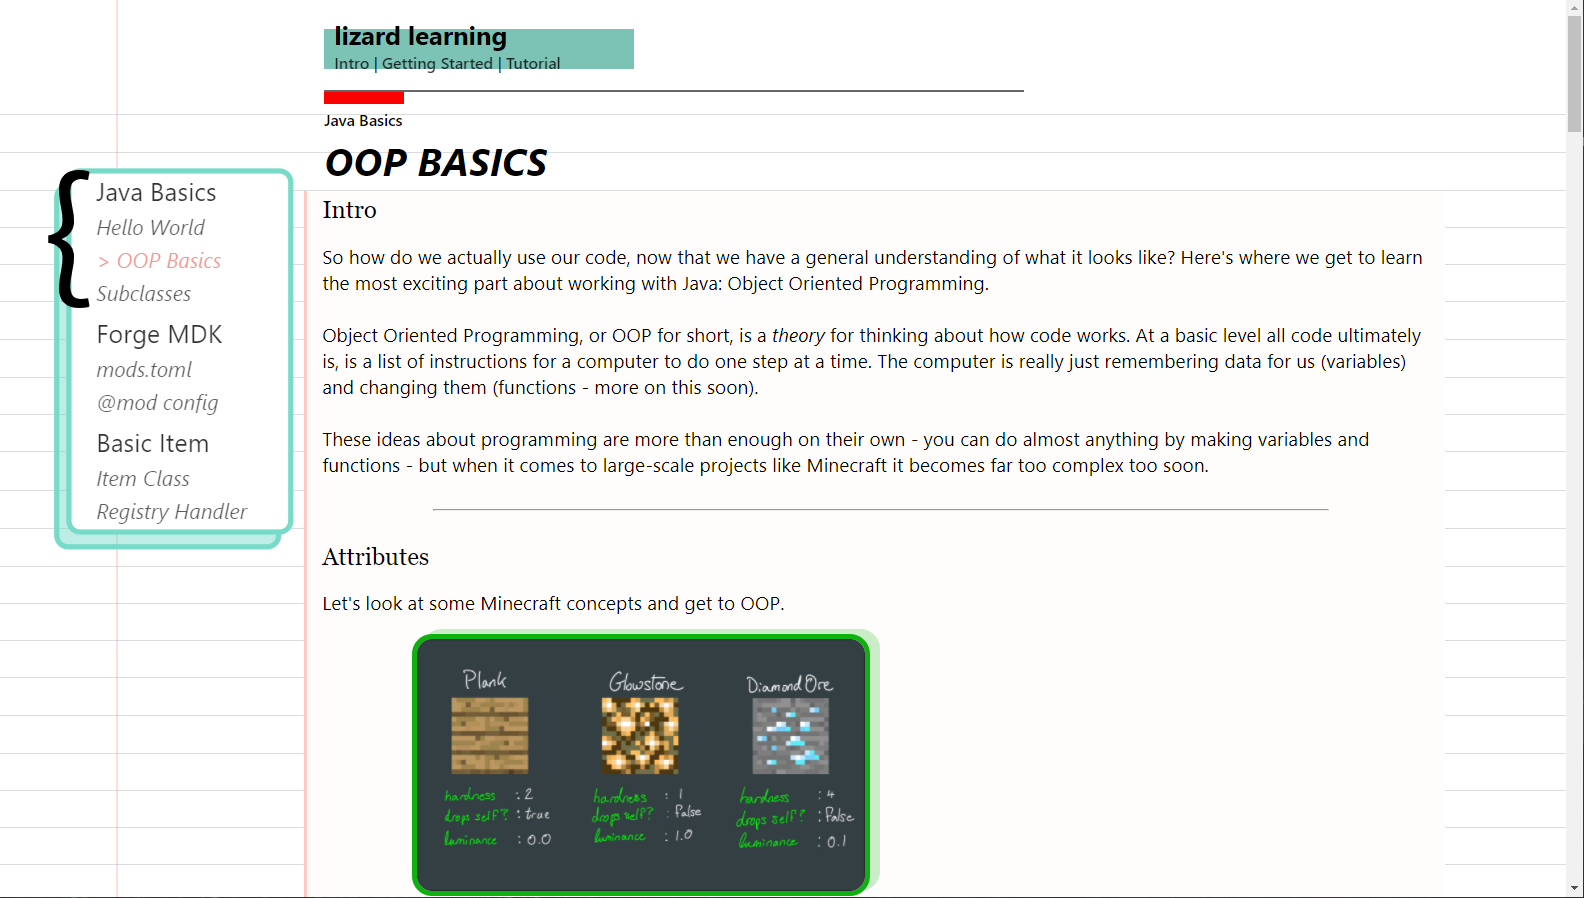 lizard learning
Intro | Getting Started | Tutorial
Java Basics
OOP BASICS
{
Java Basics
Hello World
> OOP Basics
Subclasses
Forge MDK
mods.toml
@mod config
Basic Item
Item Class
Registry Handler
Intro
So how do we actually use our code, now that we have a general understanding of what it looks like? Here's where we get to learn
the most exciting part about working with Java: Object Oriented Programming.
Object Oriented Programming, or OOP for short, is a theory for thinking about how code works. At a basic level all code ultimately
is, is a list of instructions for a computer to do one step at a time. The computer is really just remembering data for us (variables)
and changing them (functions - more on this soon).
These ideas about programming are more than enough on their own - you can do almost anything by making variables and
functions - but when it comes to large-scale projects like Minecraft it becomes far too complex too soon.
Attributes
Let's look at some Minecraft concepts and get to OOP.
Plank
hardness : 2
drops self? : true
luminance : 0.0
Glowstone
hardness : 1
drops self? : False
luminance : 1.0
Diamond Ore
hardness : 4
drops self? : False
luminance : 0.1